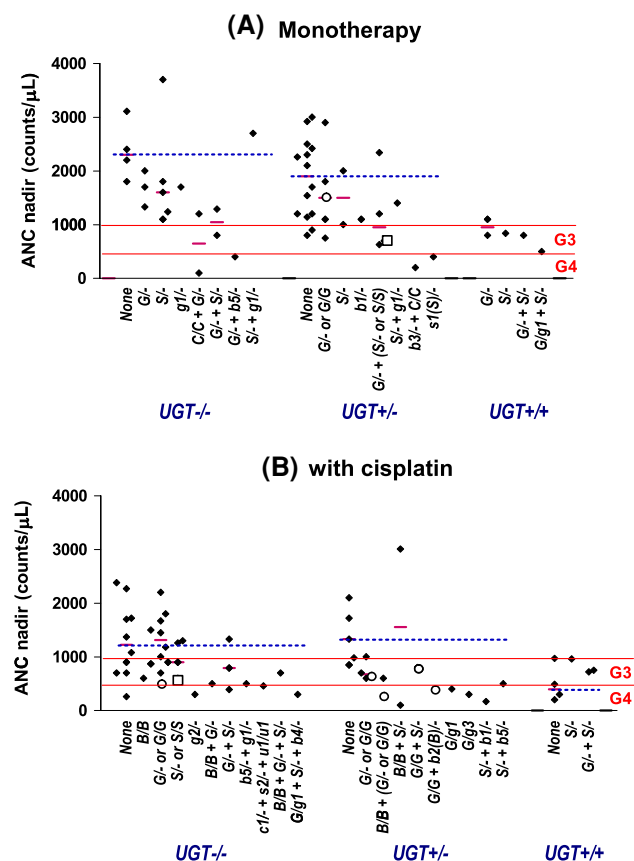 (A) Monotherapy
ANC nadir (counts/μL)
4000
3000
2000
1000
0
G3
G4
None
G/-
S/-
g1/-
C/C + G/-
G/- + S/-
G/- + b5/-
S/- + g1/-
None
G/- or G/G
S/-
b1/-
G/- + (S/- or S/S)
S/- + g1/-
b3/- + C/C
s1(S)/-
G/-
S/-
G/- + S/-
G/g1 + S/-
UGT-/-
UGT+/-
UGT+/+
(B) with cisplatin
ANC nadir (counts/μL)
4000
3000
2000
1000
0
G3
G4
None
B/B
G/- or G/G
S/- or S/S
g2/-
B/B + G/-
G/- + S/-
b5/- + g1/-
c1/- + s2/- + u1/u1
B/B + G/- + S/-
G/g1 + S/- + b4/-
None
G/- or G/G
B/B + (G/- or G/G)
B/B + S/-
G/G + S/-
G/G + b2(B)/-
G/g1
G/g3
S/- + b1/-
S/- + b5/-
None
S/-
G/- + S/-
UGT-/-
UGT+/-
UGT+/+